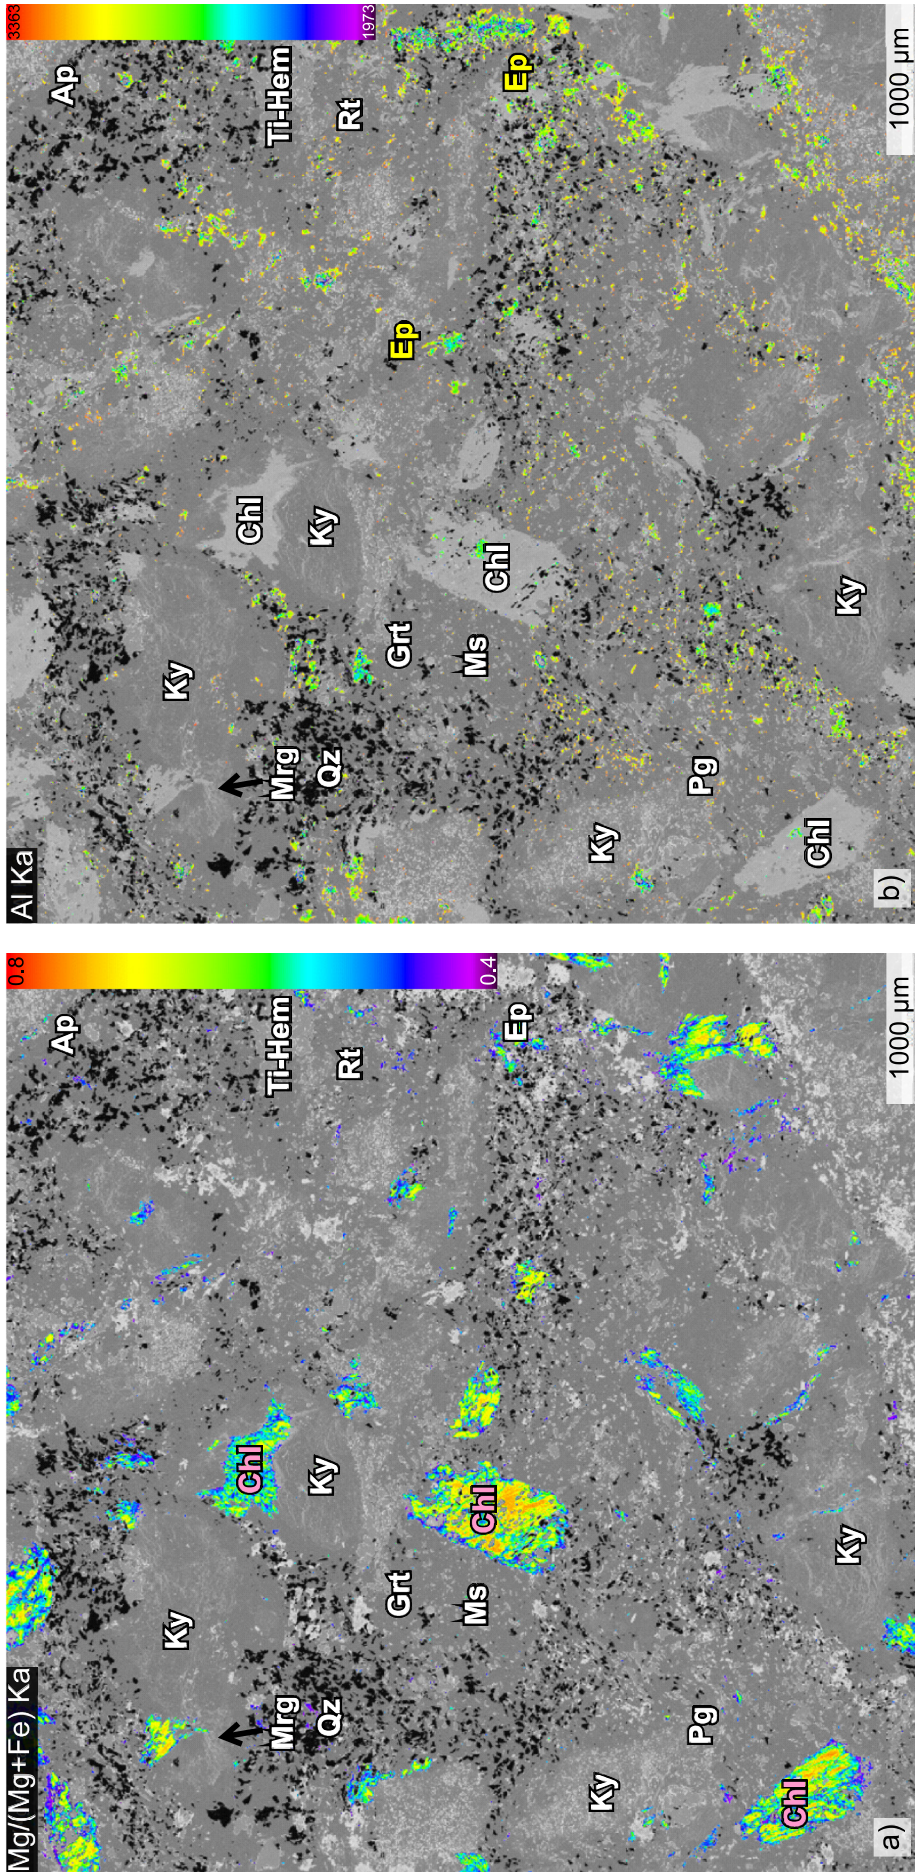 Mg/(Mg+Fe) Ka
0.8
0.4
Ap
Ti-Hem
Rt
Ep
Chl
Ky
Ky
Chl
Grt
Ms
Mrg
Qz
Ky
Pg
Ky
Chl
a)
1000 µm
Al Ka
3363
1973
Ap
Ti-Hem
Rt
Ep
Ep
Chl
Ky
Ky
Chl
Grt
Ms
Mrg
Qz
Ky
Pg
Ky
Chl
b)
1000 µm